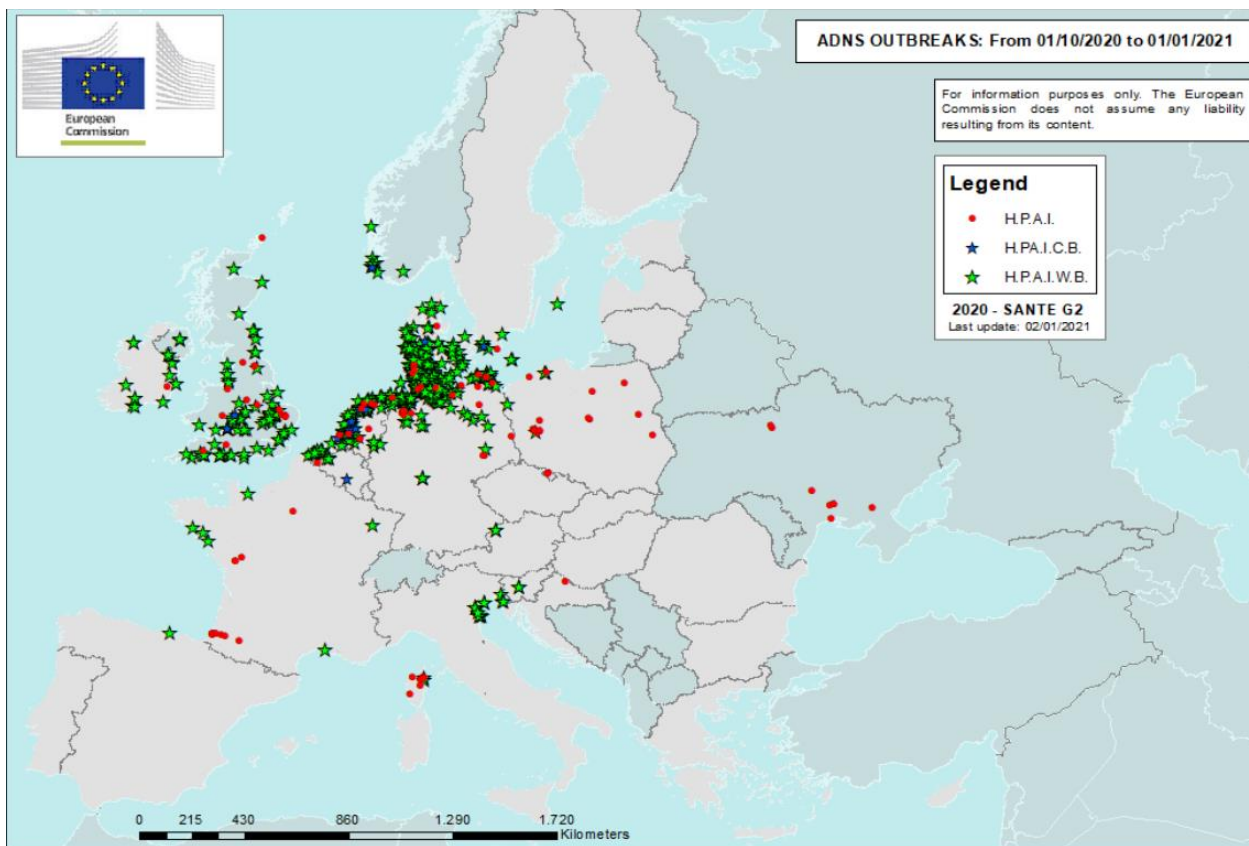 European
Commission
ADNS OUTBREAKS: From 01/10/2020 to 01/01/2021
For information purposes only. The European
Commission does not assume any liability
resulting from its content.
Legend
H.P.A.I.
H.PA.I.C.B.
H.P.A.I.W.B.
2020 - SANTE G2
Last update: 02/01/2021
0 215 430 860 1.290 1.720
Kilometers